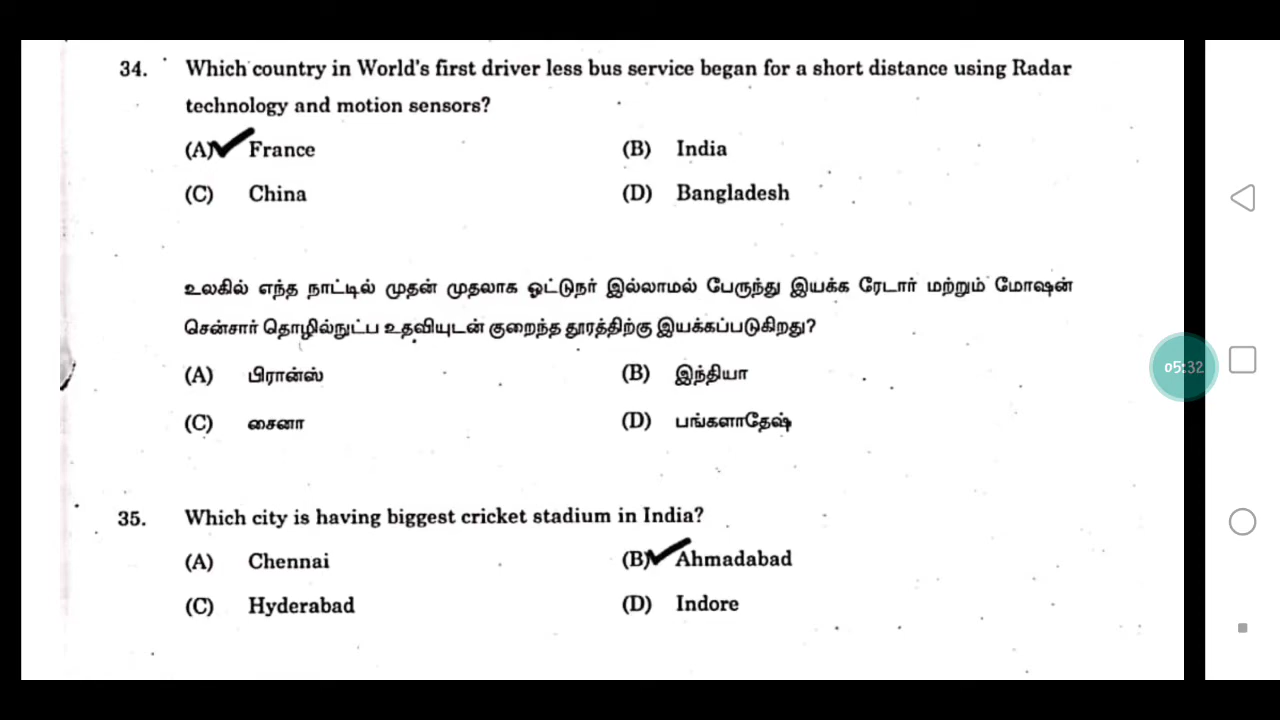 34. Which country in World's first driver less bus service began for a short distance using Radar
technology and motion sensors?
(A) France (B) India
(C) China (D) Bangladesh
உலகில் எந்த நாட்டில் முதன் முதலாக ஓட்டுநர் இல்லாமல் பேருந்து இயக்க ரேடார் மற்றும் மோஷன்
சென்சார் தொழில்நுட்ப உதவியுடன் குறைந்த தூரத்திற்கு இயக்கப்படுகிறது?
(A) பிரான்ஸ் (B) இந்தியா
(C) சைனா (D) பங்களாதேஷ்
05:32
35. Which city is having biggest cricket stadium in India?
(A) Chennai (B) Ahmadabad
(C) Hyderabad (D) Indore